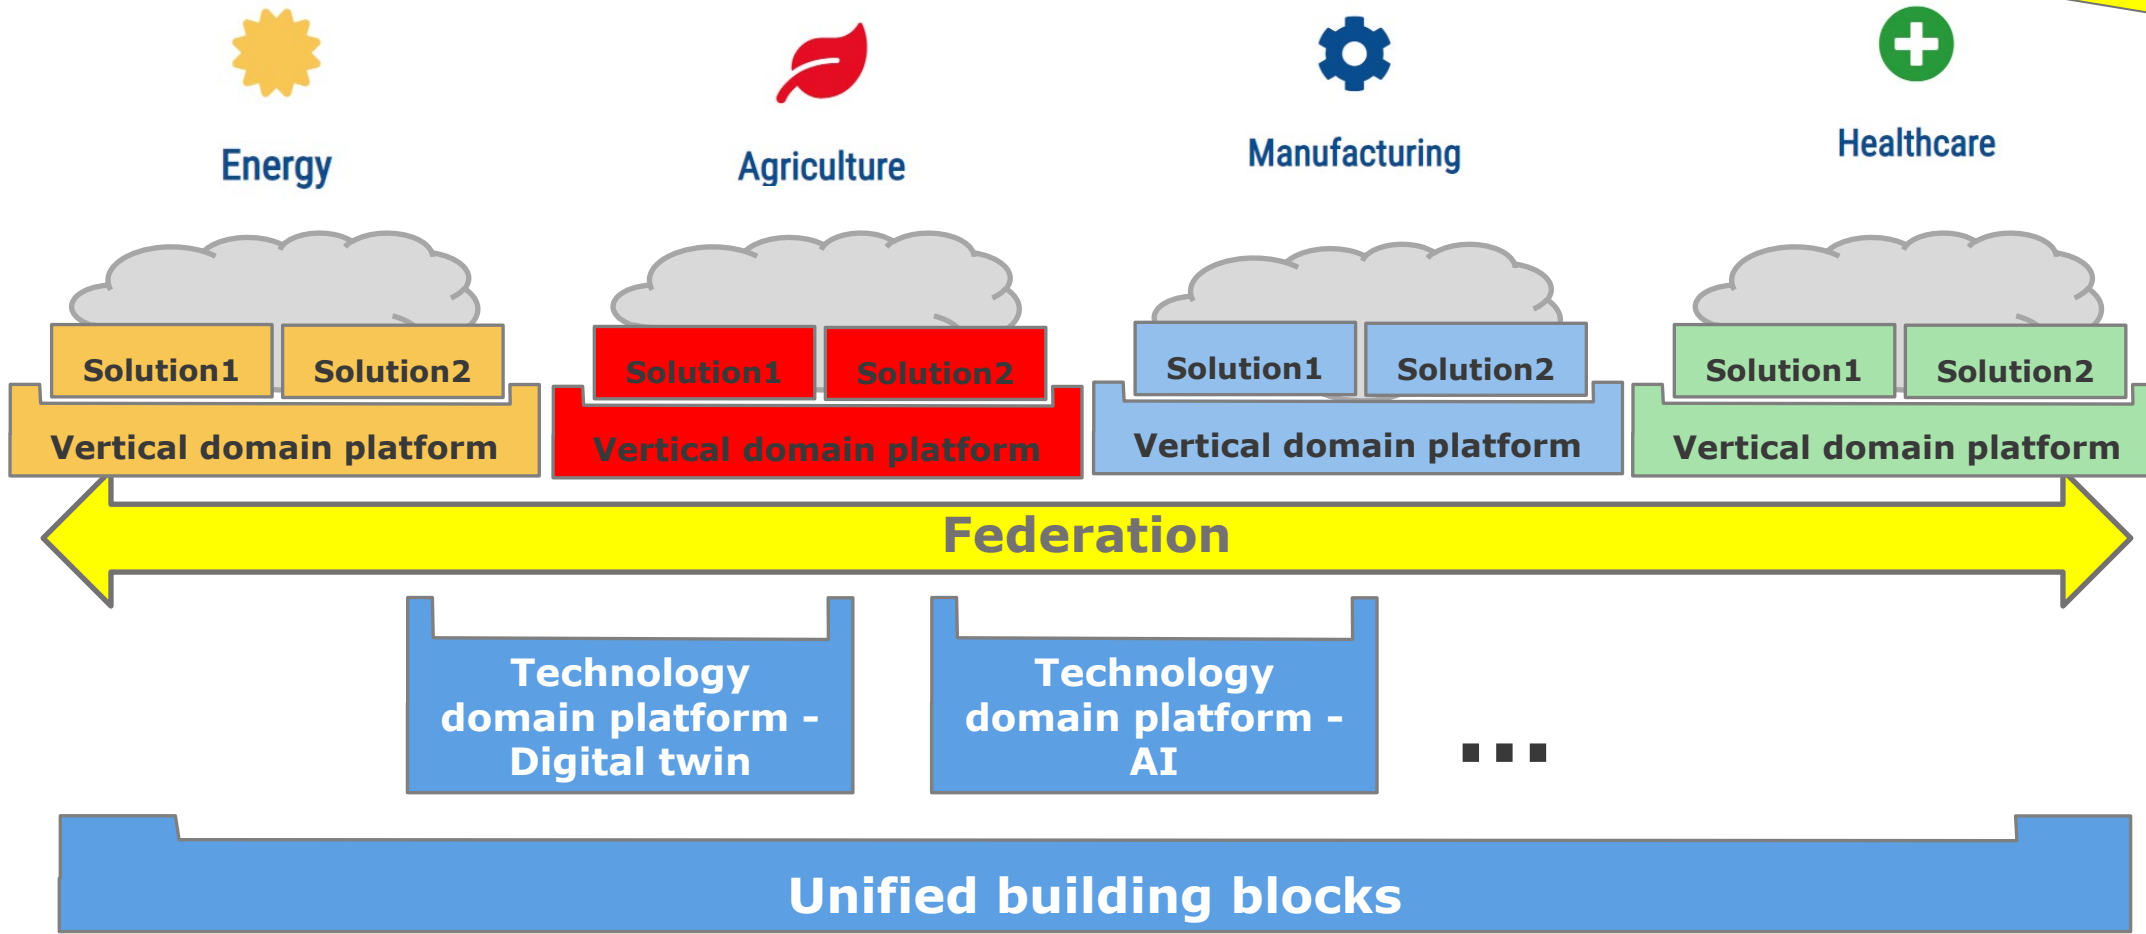 Energy
Agriculture
Manufacturing
Healthcare
Solution1
Solution2
Solution1
Solution2
Solution1
Solution2
Solution1
Solution2
Vertical domain platform
Vertical domain platform
Vertical domain platform
Vertical domain platform
Federation
Technology
domain platform –
Digital twin
Technology
domain platform –
AI
...
Unified building blocks